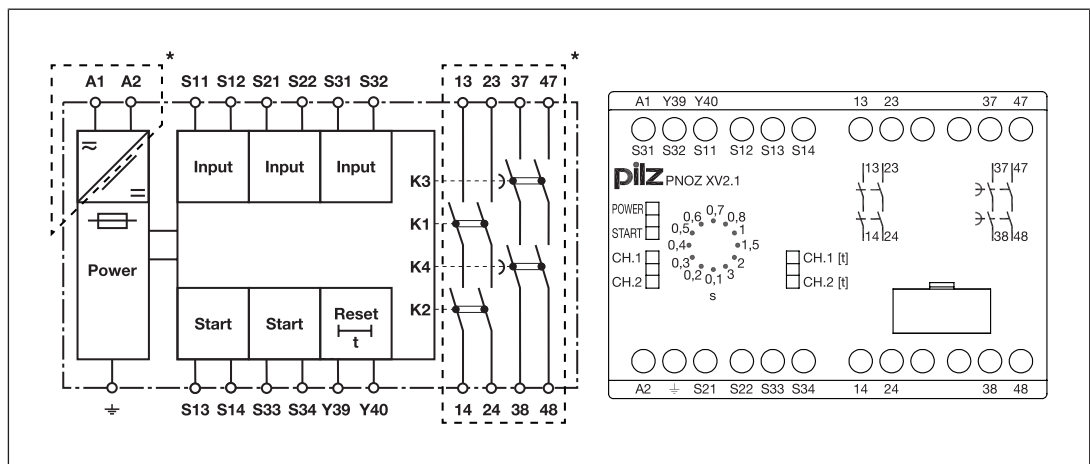 *
*
A1 A2 S11 S12 S21 S22 S31 S32 13 23 37 47
Input Input Input
K3
K1
K4
K2
Power
Start Start Reset
t
S13 S14 S33 S34 Y39 Y40 14 24 38 48
A1 Y39 Y40 13 23 37 47
S31 S32 S11 S12 S13 S14
pilz PNOZ XV2.1
13 23 37 47
14 24 38 48
POWER
START
CH.1
CH.2
0,1 0,2 0,3 0,4 0,5 0,6 0,7 0,8 1 1,5 2 3
s
CH.1 [t]
CH.2 [t]
A2 S21 S22 S33 S34 14 24 38 48